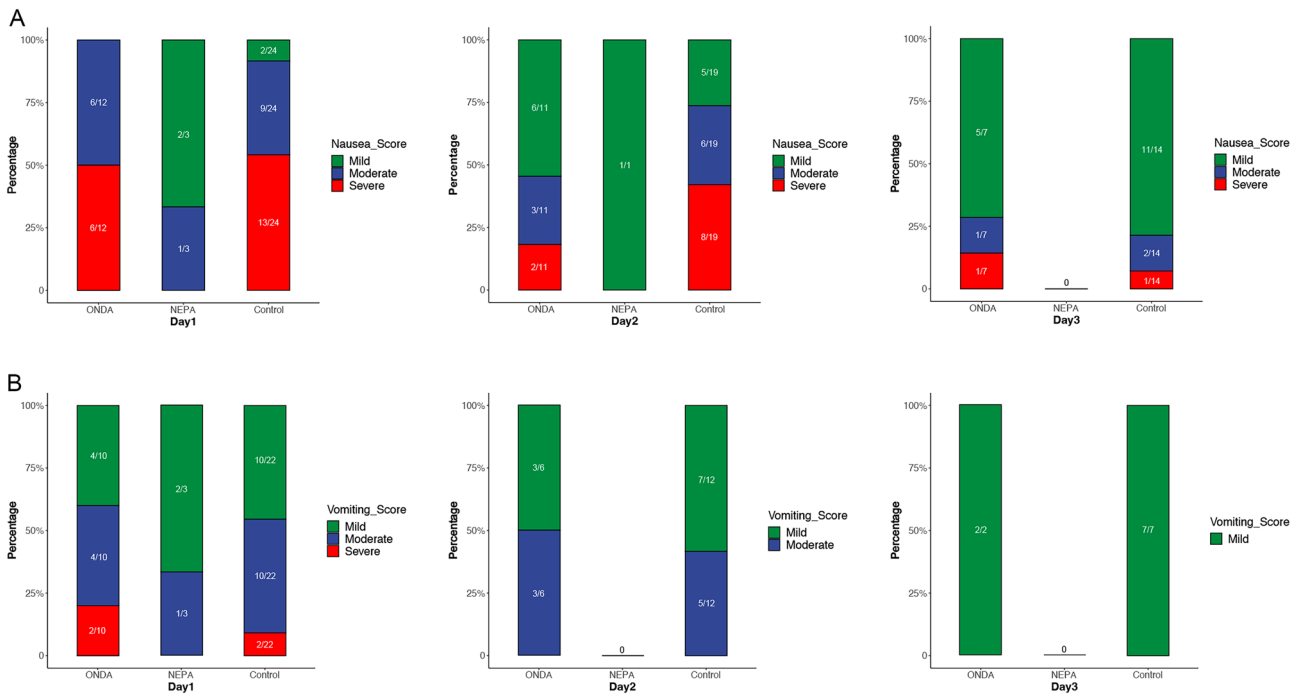 A
100%
75%
50%
25%
0
Percentage
6/12
6/12
2/3
1/3
2/24
9/24
13/24
ONDA NEPA Control
Day1
Nausea_Score
Mild
Moderate
Severe
100%
75%
50%
25%
0
Percentage
6/11
3/11
2/11
1/1
5/19
6/19
8/19
ONDA NEPA Control
Day2
Nausea_Score
Mild
Moderate
Severe
100%
75%
50%
25%
0
Percentage
5/7
1/7
1/7
0
11/14
2/14
1/14
ONDA NEPA Control
Day3
Nausea_Score
Mild
Moderate
Severe
B
100%
75%
50%
25%
0
Percentage
4/10
4/10
2/10
2/3
1/3
10/22
10/22
2/22
ONDA NEPA Control
Day1
Vomiting_Score
Mild
Moderate
Severe
100%
75%
50%
25%
0
Percentage
3/6
3/6
0
7/12
5/12
ONDA NEPA Control
Day2
Vomiting_Score
Mild
Moderate
100%
75%
50%
25%
0
Percentage
2/2
0
7/7
ONDA NEPA Control
Day3
Vomiting_Score
Mild